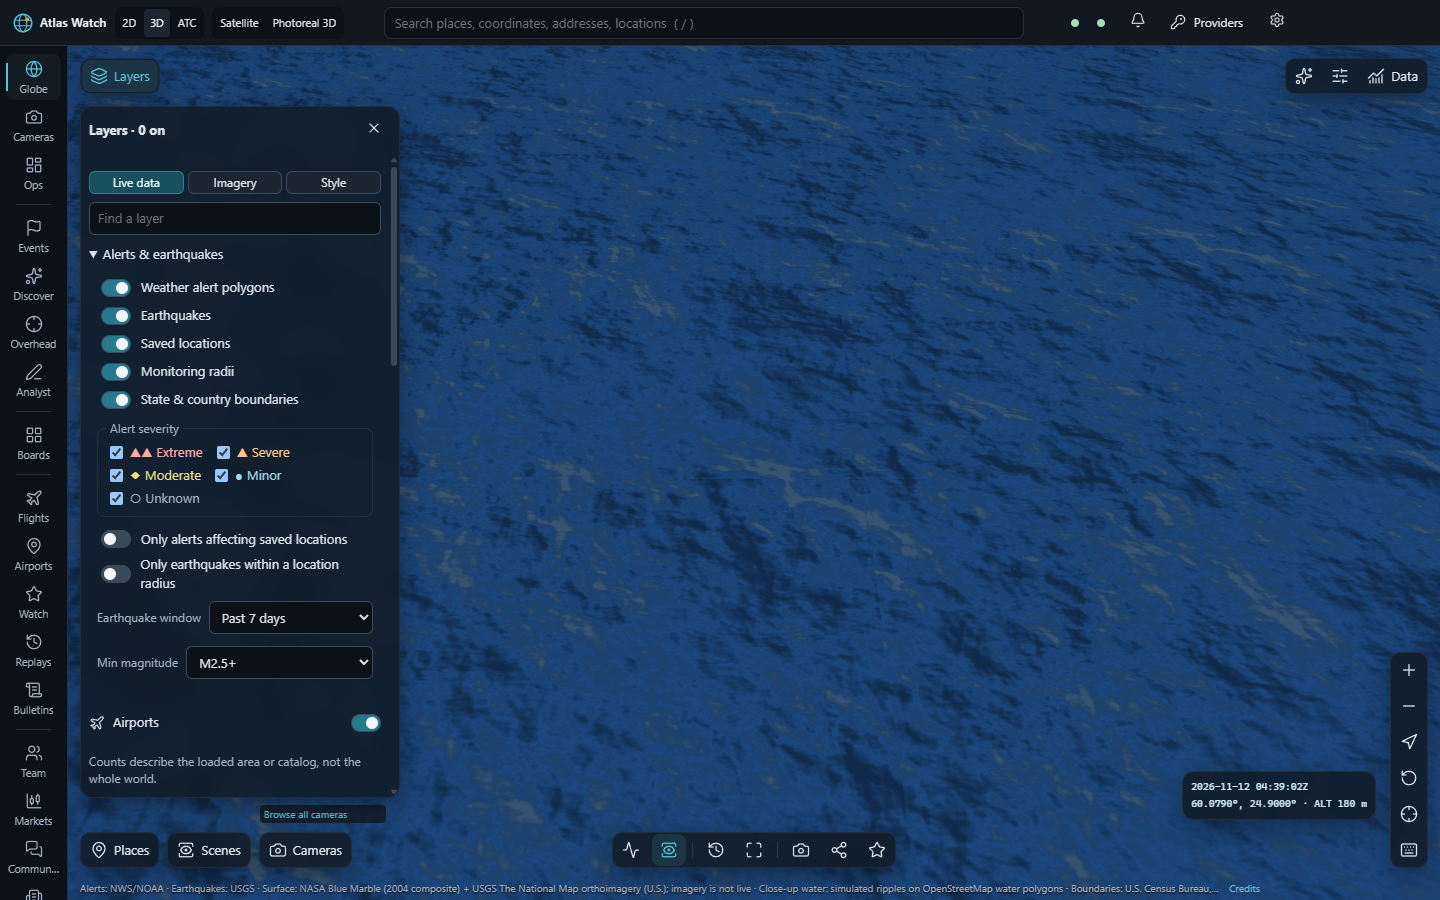 Atlas Watch
2D
3D
ATC
Satellite
Photoreal 3D
Search places, coordinates, addresses, locations ( / )
Providers
Globe
Cameras
Ops
Events
Discover
Overhead
Analyst
Boards
Flights
Airports
Watch
Replays
Bulletins
Team
Markets
Commun...
Layers
Data
Layers · 0 on
Live data
Imagery
Style
Find a layer
Alerts & earthquakes
Weather alert polygons
Earthquakes
Saved locations
Monitoring radii
State & country boundaries
Alert severity
Extreme
Severe
Moderate
Minor
Unknown
Only alerts affecting saved locations
Only earthquakes within a location
radius
Earthquake window
Past 7 days
Min magnitude
M2.5+
Airports
Counts describe the loaded area or catalog, not the
whole world.
Browse all cameras
Places
Scenes
Cameras
2026-11-12 04:39:02Z
60.0790°, 24.9000° · ALT 180 m
Alerts: NWS/NOAA · Earthquakes: USGS · Surface: NASA Blue Marble (2004 composite) + USGS The National Map orthoimagery (U.S.); imagery is not live · Close-up water: simulated ripples on OpenStreetMap water polygons · Boundaries: U.S. Census Bureau,...
Credits